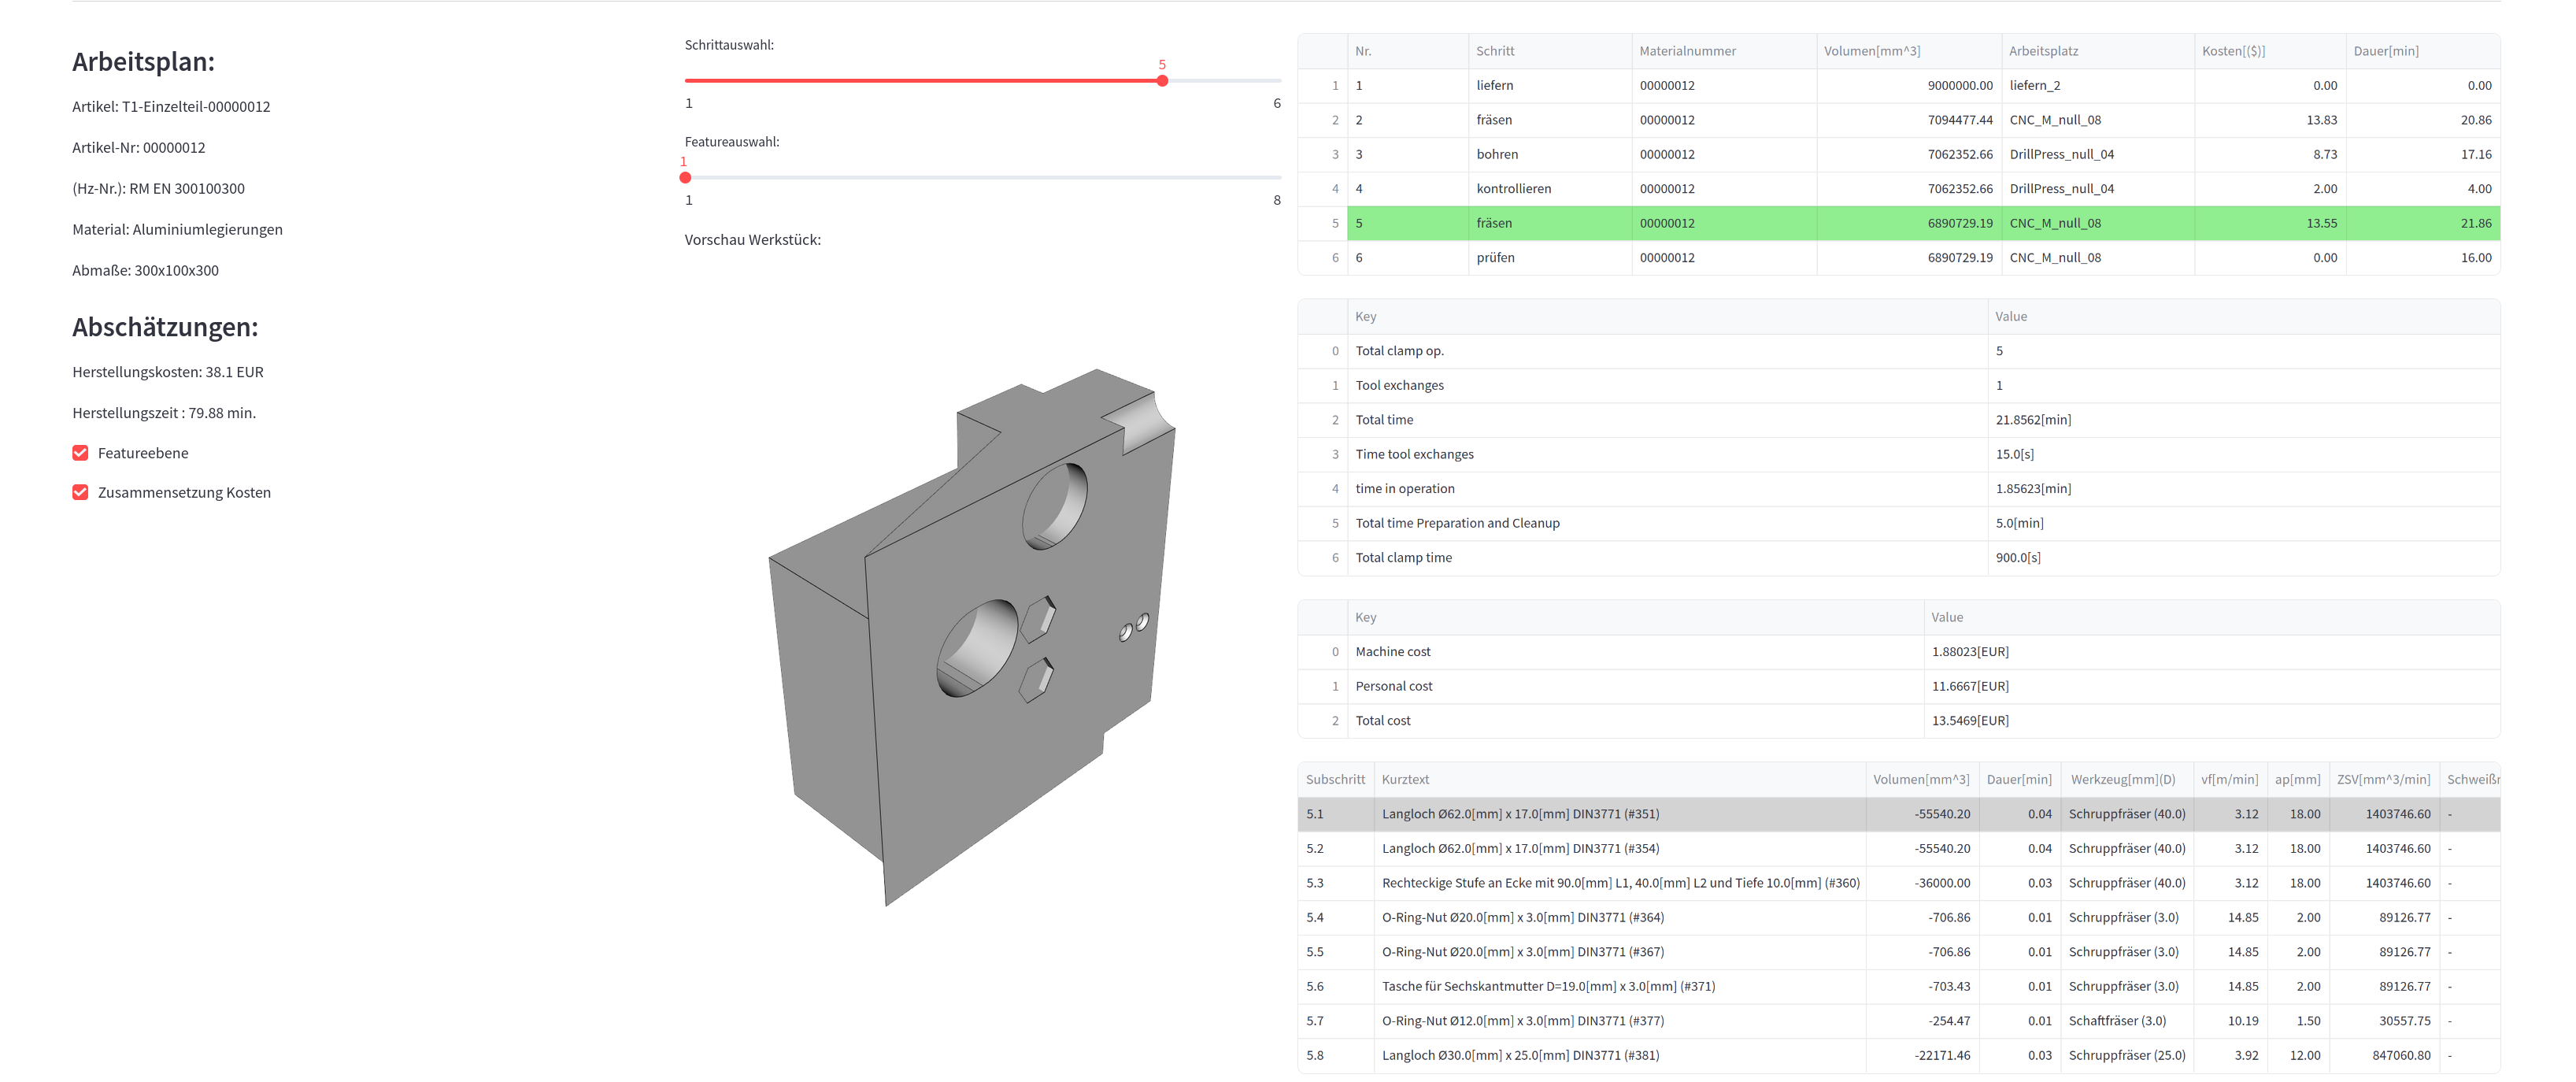 Arbeitsplan:
Artikel: T1-Einzelteil-00000012
Artikel-Nr: 00000012
(Hz-Nr.): RM EN 300100300
Material: Aluminiumlegierungen
Abmaße: 300x100x300
Abschätzungen:
Herstellungskosten: 38.1 EUR
Herstellungszeit : 79.88 min.
Featureebene
Zusammensetzung Kosten
Schrittauswahl:
5
1 6
Featureauswahl:
1
1 8
Vorschau Werkstück:
Nr. Schritt Materialnummer Volumen[mm^3] Arbeitsplatz Kosten[($)] Dauer[min]
1 1 liefern 00000012 9000000.00 liefern_2 0.00 0.00
2 2 fräsen 00000012 7094477.44 CNC_M_null_08 13.83 20.86
3 3 bohren 00000012 7062352.66 DrillPress_null_04 8.73 17.16
4 4 kontrollieren 00000012 7062352.66 DrillPress_null_04 2.00 4.00
5 5 fräsen 00000012 6890729.19 CNC_M_null_08 13.55 21.86
6 6 prüfen 00000012 6890729.19 CNC_M_null_08 0.00 16.00
Key Value
0 Total clamp op. 5
1 Tool exchanges 1
2 Total time 21.8562[min]
3 Time tool exchanges 15.0[s]
4 time in operation 1.85623[min]
5 Total time Preparation and Cleanup 5.0[min]
6 Total clamp time 900.0[s]
Key Value
0 Machine cost 1.88023[EUR]
1 Personal cost 11.6667[EUR]
2 Total cost 13.5469[EUR]
Subschritt Kurztext Volumen[mm^3] Dauer[min] Werkzeug[mm](D) vf[m/min] ap[mm] ZSV[mm^3/min] Schweißr
5.1 Langloch Ø62.0[mm] x 17.0[mm] DIN3771 (#351) -55540.20 0.04 Schruppfräser (40.0) 3.12 18.00 1403746.60 -
5.2 Langloch Ø62.0[mm] x 17.0[mm] DIN3771 (#354) -55540.20 0.04 Schruppfräser (40.0) 3.12 18.00 1403746.60 -
5.3 Rechteckige Stufe an Ecke mit 90.0[mm] L1, 40.0[mm] L2 und Tiefe 10.0[mm] (#360) -36000.00 0.03 Schruppfräser (40.0) 3.12 18.00 1403746.60 -
5.4 O-Ring-Nut Ø20.0[mm] x 3.0[mm] DIN3771 (#364) -706.86 0.01 Schruppfräser (3.0) 14.85 2.00 89126.77 -
5.5 O-Ring-Nut Ø20.0[mm] x 3.0[mm] DIN3771 (#367) -706.86 0.01 Schruppfräser (3.0) 14.85 2.00 89126.77 -
5.6 Tasche für Sechskantmutter D=19.0[mm] x 3.0[mm] (#371) -703.43 0.01 Schruppfräser (3.0) 14.85 2.00 89126.77 -
5.7 O-Ring-Nut Ø12.0[mm] x 3.0[mm] DIN3771 (#377) -254.47 0.01 Schaftfräser (3.0) 10.19 1.50 30557.75 -
5.8 Langloch Ø30.0[mm] x 25.0[mm] DIN3771 (#381) -22171.46 0.03 Schruppfräser (25.0) 3.92 12.00 847060.80 -